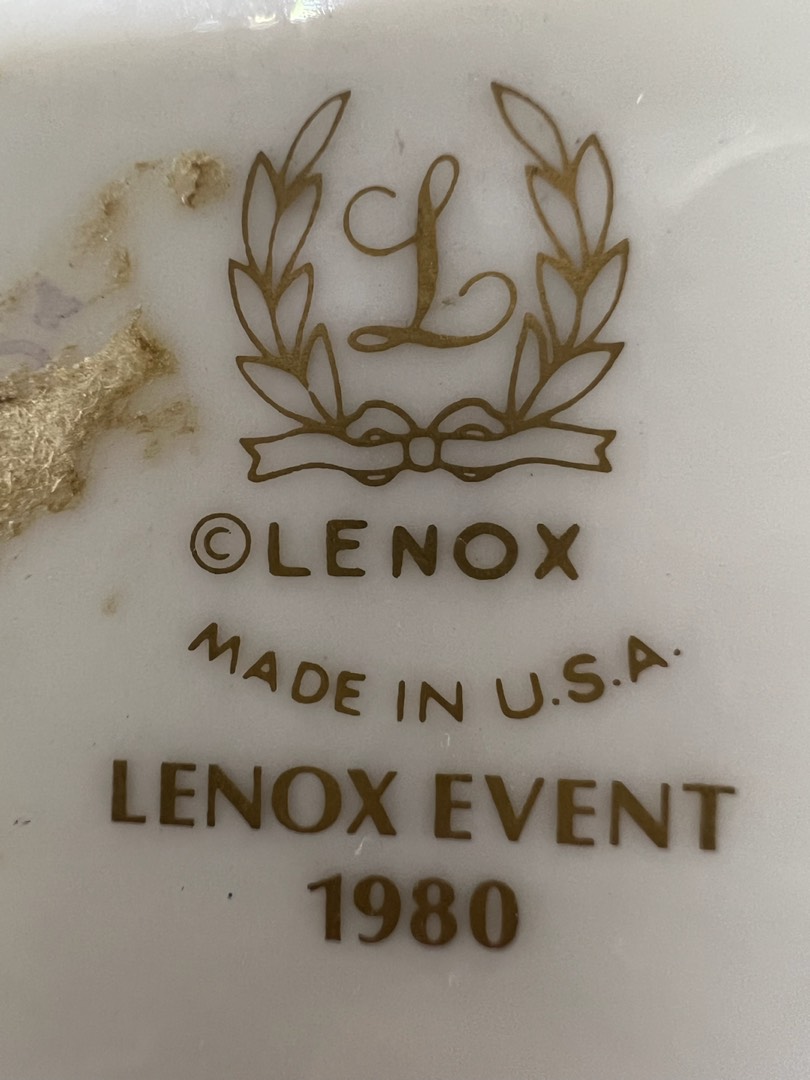 L
©LENOX
MADE IN U.S.A.
LENOX EVENT
1980